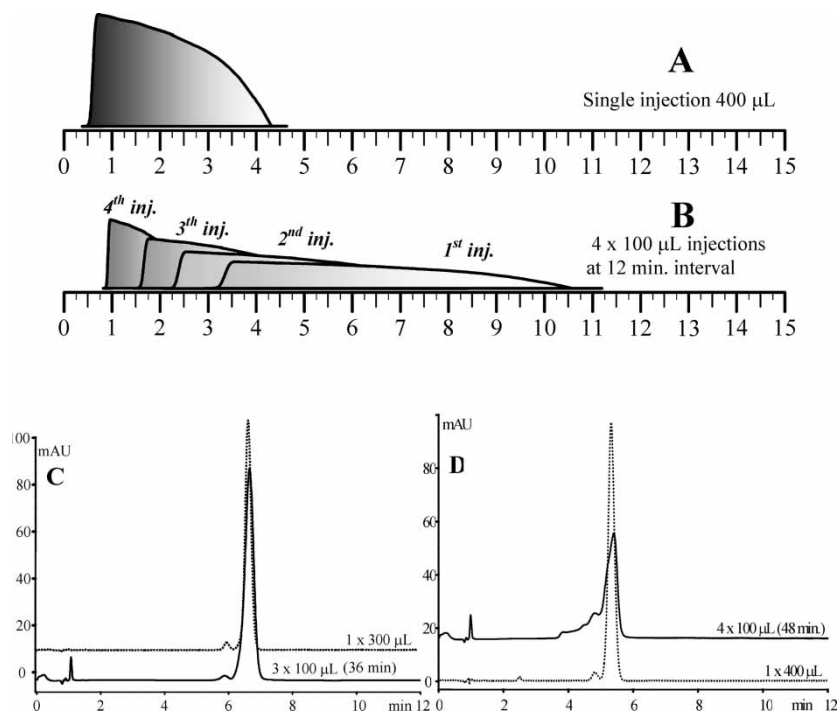 A
Single injection 400 µL
0 1 2 3 4 5 6 7 8 9 10 11 12 13 14 15
4th inj.
3th inj.
2nd inj.
1st inj.
B
4 x 100 µL injections
at 12 min. interval
0 1 2 3 4 5 6 7 8 9 10 11 12 13 14 15
100
mAU
C
80
60
40
20
0
1 x 300 µL
3 x 100 µL (36 min)
0 2 4 6 8 10 min 12
mAU
D
80
60
40
20
0
4 x 100 µL (48 min.)
1 x 400 µL
0 2 4 6 8 10 min 12